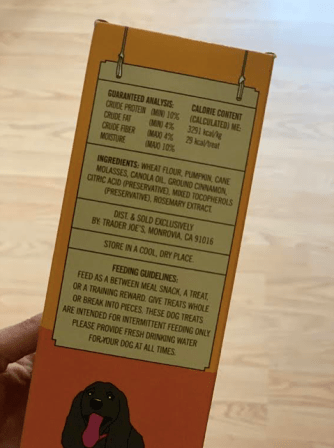 GUARANTEED ANALYSIS:
CRUDE PROTEIN (MIN) 10%
CRUDE FAT (MIN) 4%
CRUDE FIBER (MAX) 4%
MOISTURE (MAX) 10%
CALORIE CONTENT
(CALCULATED) ME:
3291 kcal/kg
29 kcal/treat
INGREDIENTS: WHEAT FLOUR, PUMPKIN, CANE
MOLASSES, CANOLA OIL, GROUND CINNAMON,
CITRIC ACID (PRESERVATIVE), MIXED TOCOPHEROLS
(PRESERVATIVE), ROSEMARY EXTRACT.
DIST. & SOLD EXCLUSIVELY
BY: TRADER JOE'S, MONROVIA, CA 91016
STORE IN A COOL, DRY PLACE.
FEEDING GUIDELINES:
FEED AS A BETWEEN MEAL SNACK, A TREAT,
OR A TRAINING REWARD. GIVE TREATS WHOLE
OR BREAK INTO PIECES. THESE DOG TREATS
ARE INTENDED FOR INTERMITTENT FEEDING ONLY.
PLEASE PROVIDE FRESH DRINKING WATER
FOR YOUR DOG AT ALL TIMES.